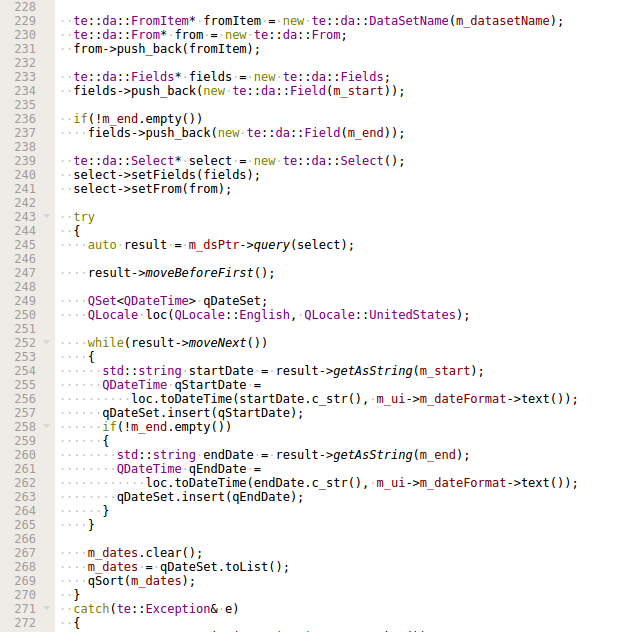 228
229 te::da::FromItem* fromItem = new te::da::DataSetName(m_datasetName);
230 te::da::From* from = new te::da::From;
231 from->push_back(fromItem);
232
233 te::da::Fields* fields = new te::da::Fields;
234 fields->push_back(new te::da::Field(m_start));
235
236 if(!m_end.empty())
237 fields->push_back(new te::da::Field(m_end));
238
239 te::da::Select* select = new te::da::Select();
240 select->setFields(fields);
241 select->setFrom(from);
242
243 try
244 {
245 auto result = m_dsPtr->query(select);
246
247 result->moveBeforeFirst();
248
249 QSet<QDateTime> qDateSet;
250 QLocale loc(QLocale::English, QLocale::UnitedStates);
251
252 while(result->moveNext())
253 {
254 std::string startDate = result->getAsString(m_start);
255 QDateTime qStartDate =
256 loc.toDateTime(startDate.c_str(), m_ui->m_dateFormat->text());
257 qDateSet.insert(qStartDate);
258 if(!m_end.empty())
259 {
260 std::string endDate = result->getAsString(m_end);
261 QDateTime qEndDate =
262 loc.toDateTime(endDate.c_str(), m_ui->m_dateFormat->text());
263 qDateSet.insert(qEndDate);
264 }
265 }
266
267 m_dates.clear();
268 m_dates = qDateSet.toList();
269 qSort(m_dates);
270 }
271 catch(te::Exception& e)
272 {